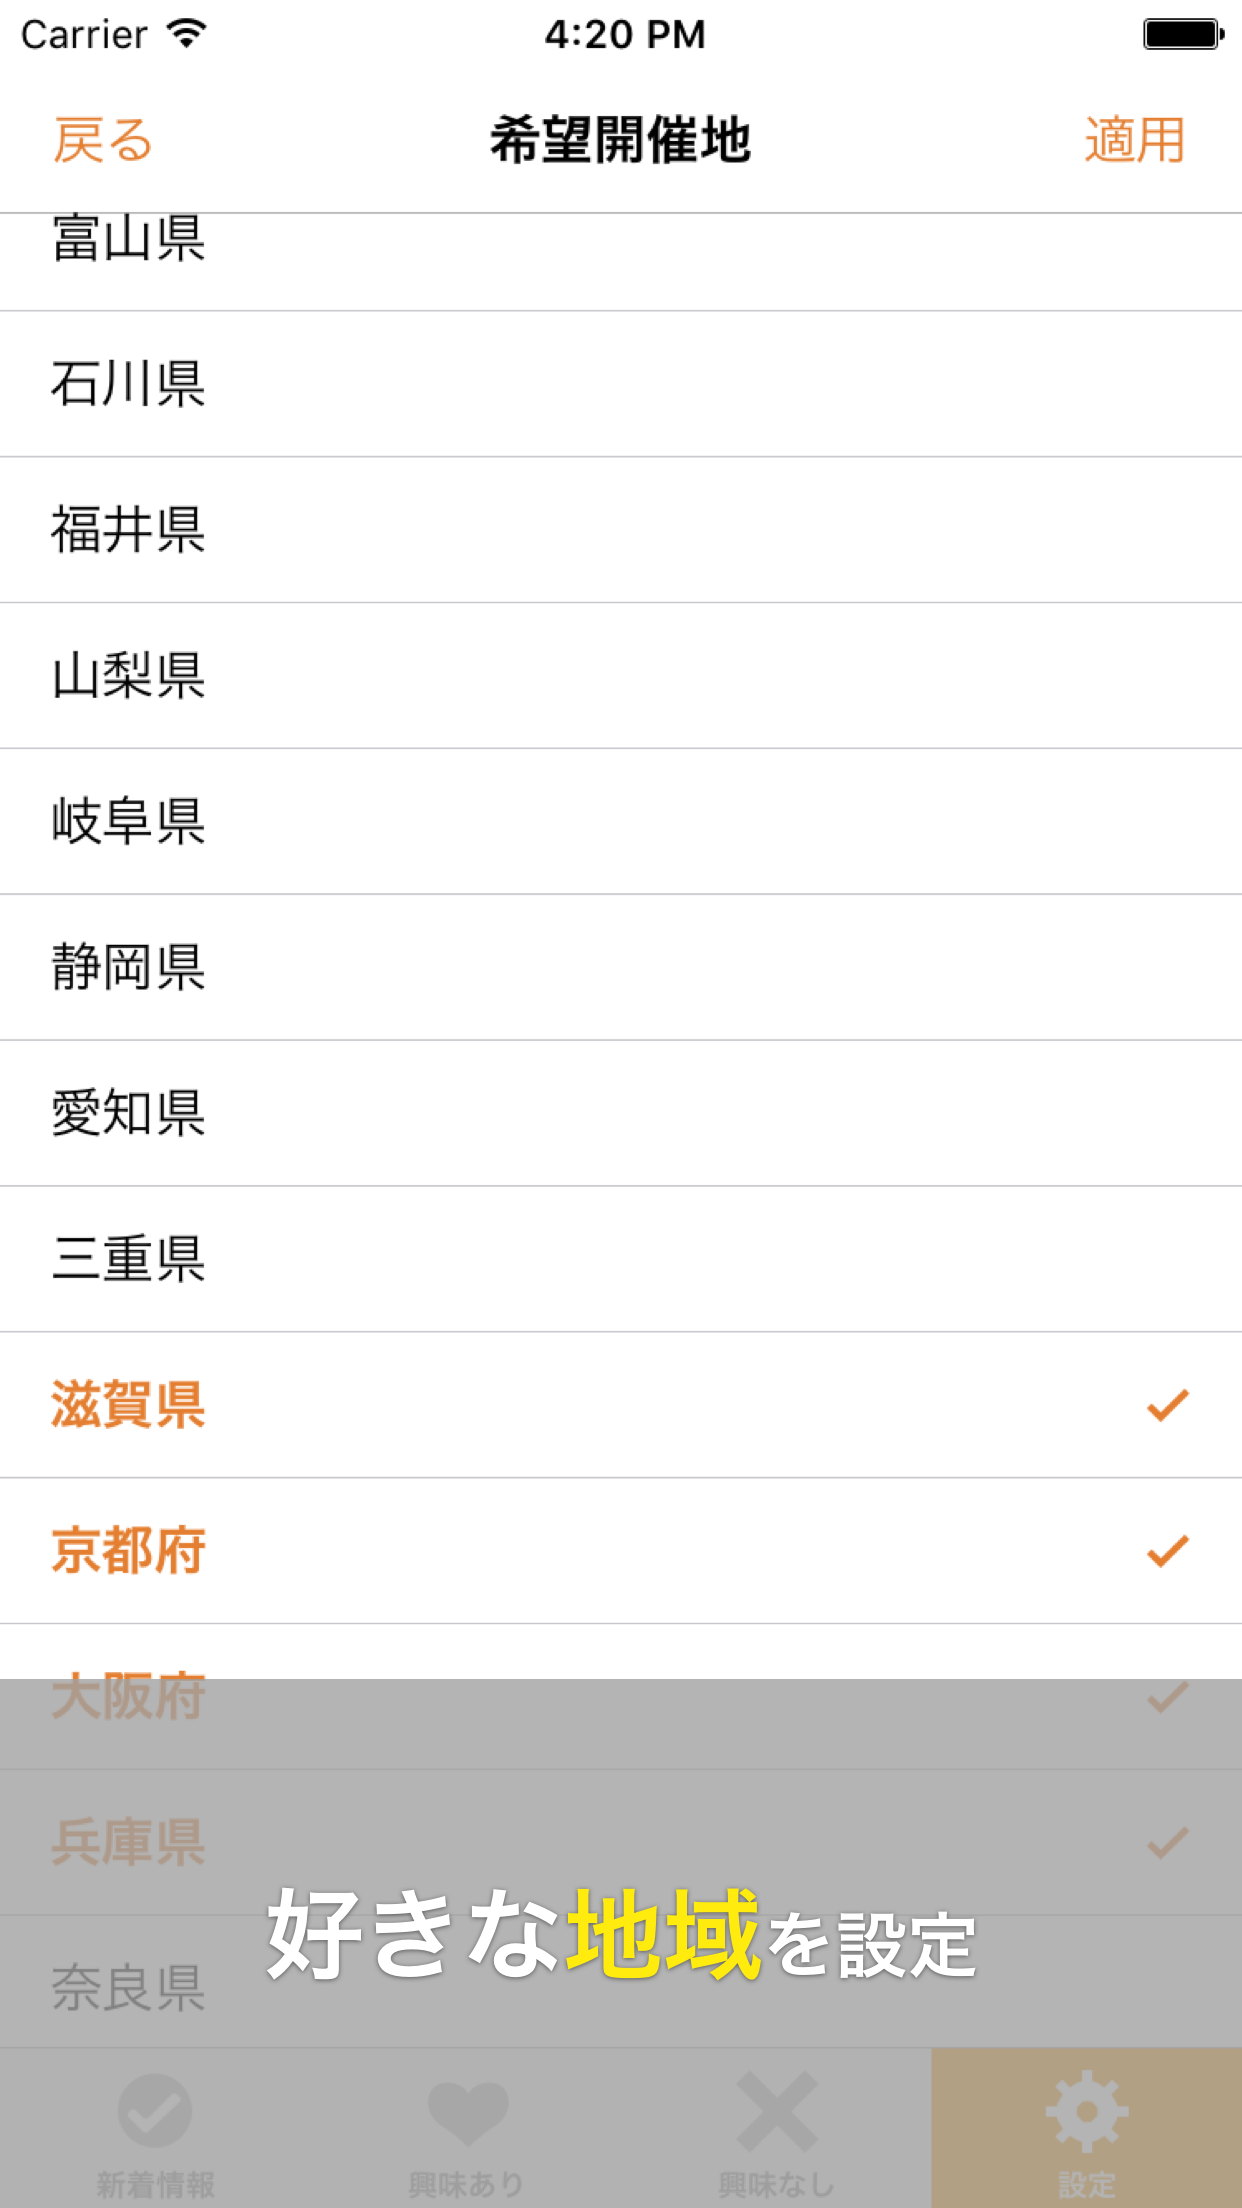 Carrier 4:20 PM
戻る 希望開催地 適用
富山県
石川県
福井県
山梨県
岐阜県
静岡県
愛知県
三重県
滋賀県
京都府
大阪府
兵庫県
好きな地域を設定
奈良県
新着情報 興味あり 興味なし 設定